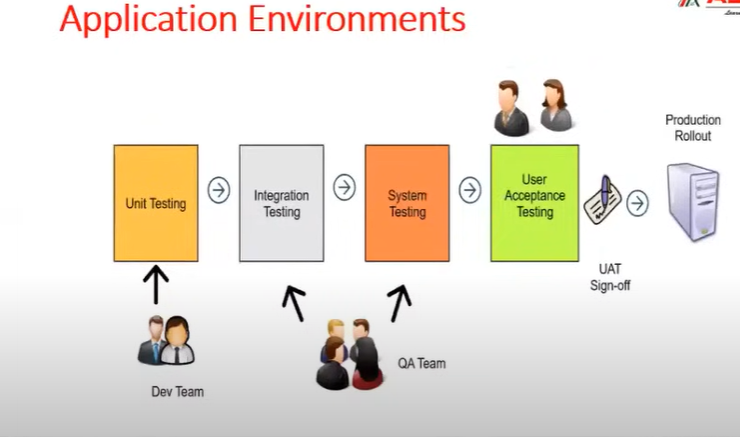 Application Environments
Production
Rollout
Unit Testing
Integration
Testing
System
Testing
User
Acceptance
Testing
UAT
Sign-off
QA Team
Dev Team